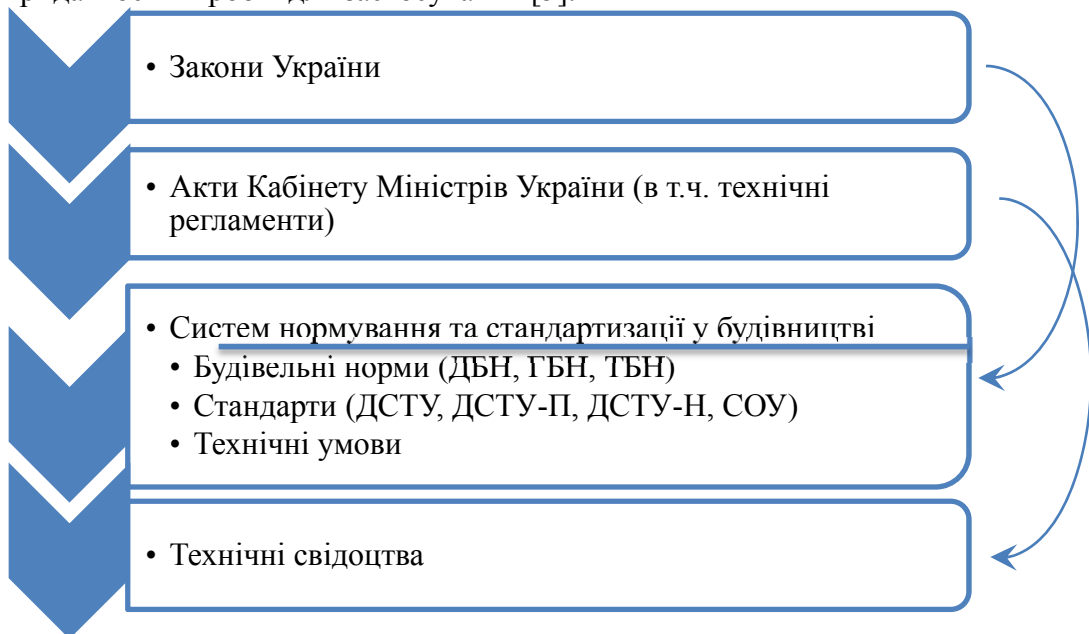 • Закони України
• Акти Кабінету Міністрів України (в т.ч. технічні
регламенти)
• Систем нормування та стандартизації у будівництві
• Будівельні норми (ДБН, ГБН, ТБН)
• Стандарти (ДСТУ, ДСТУ-П, ДСТУ-Н, СОУ)
• Технічні умови
• Технічні свідоцтва